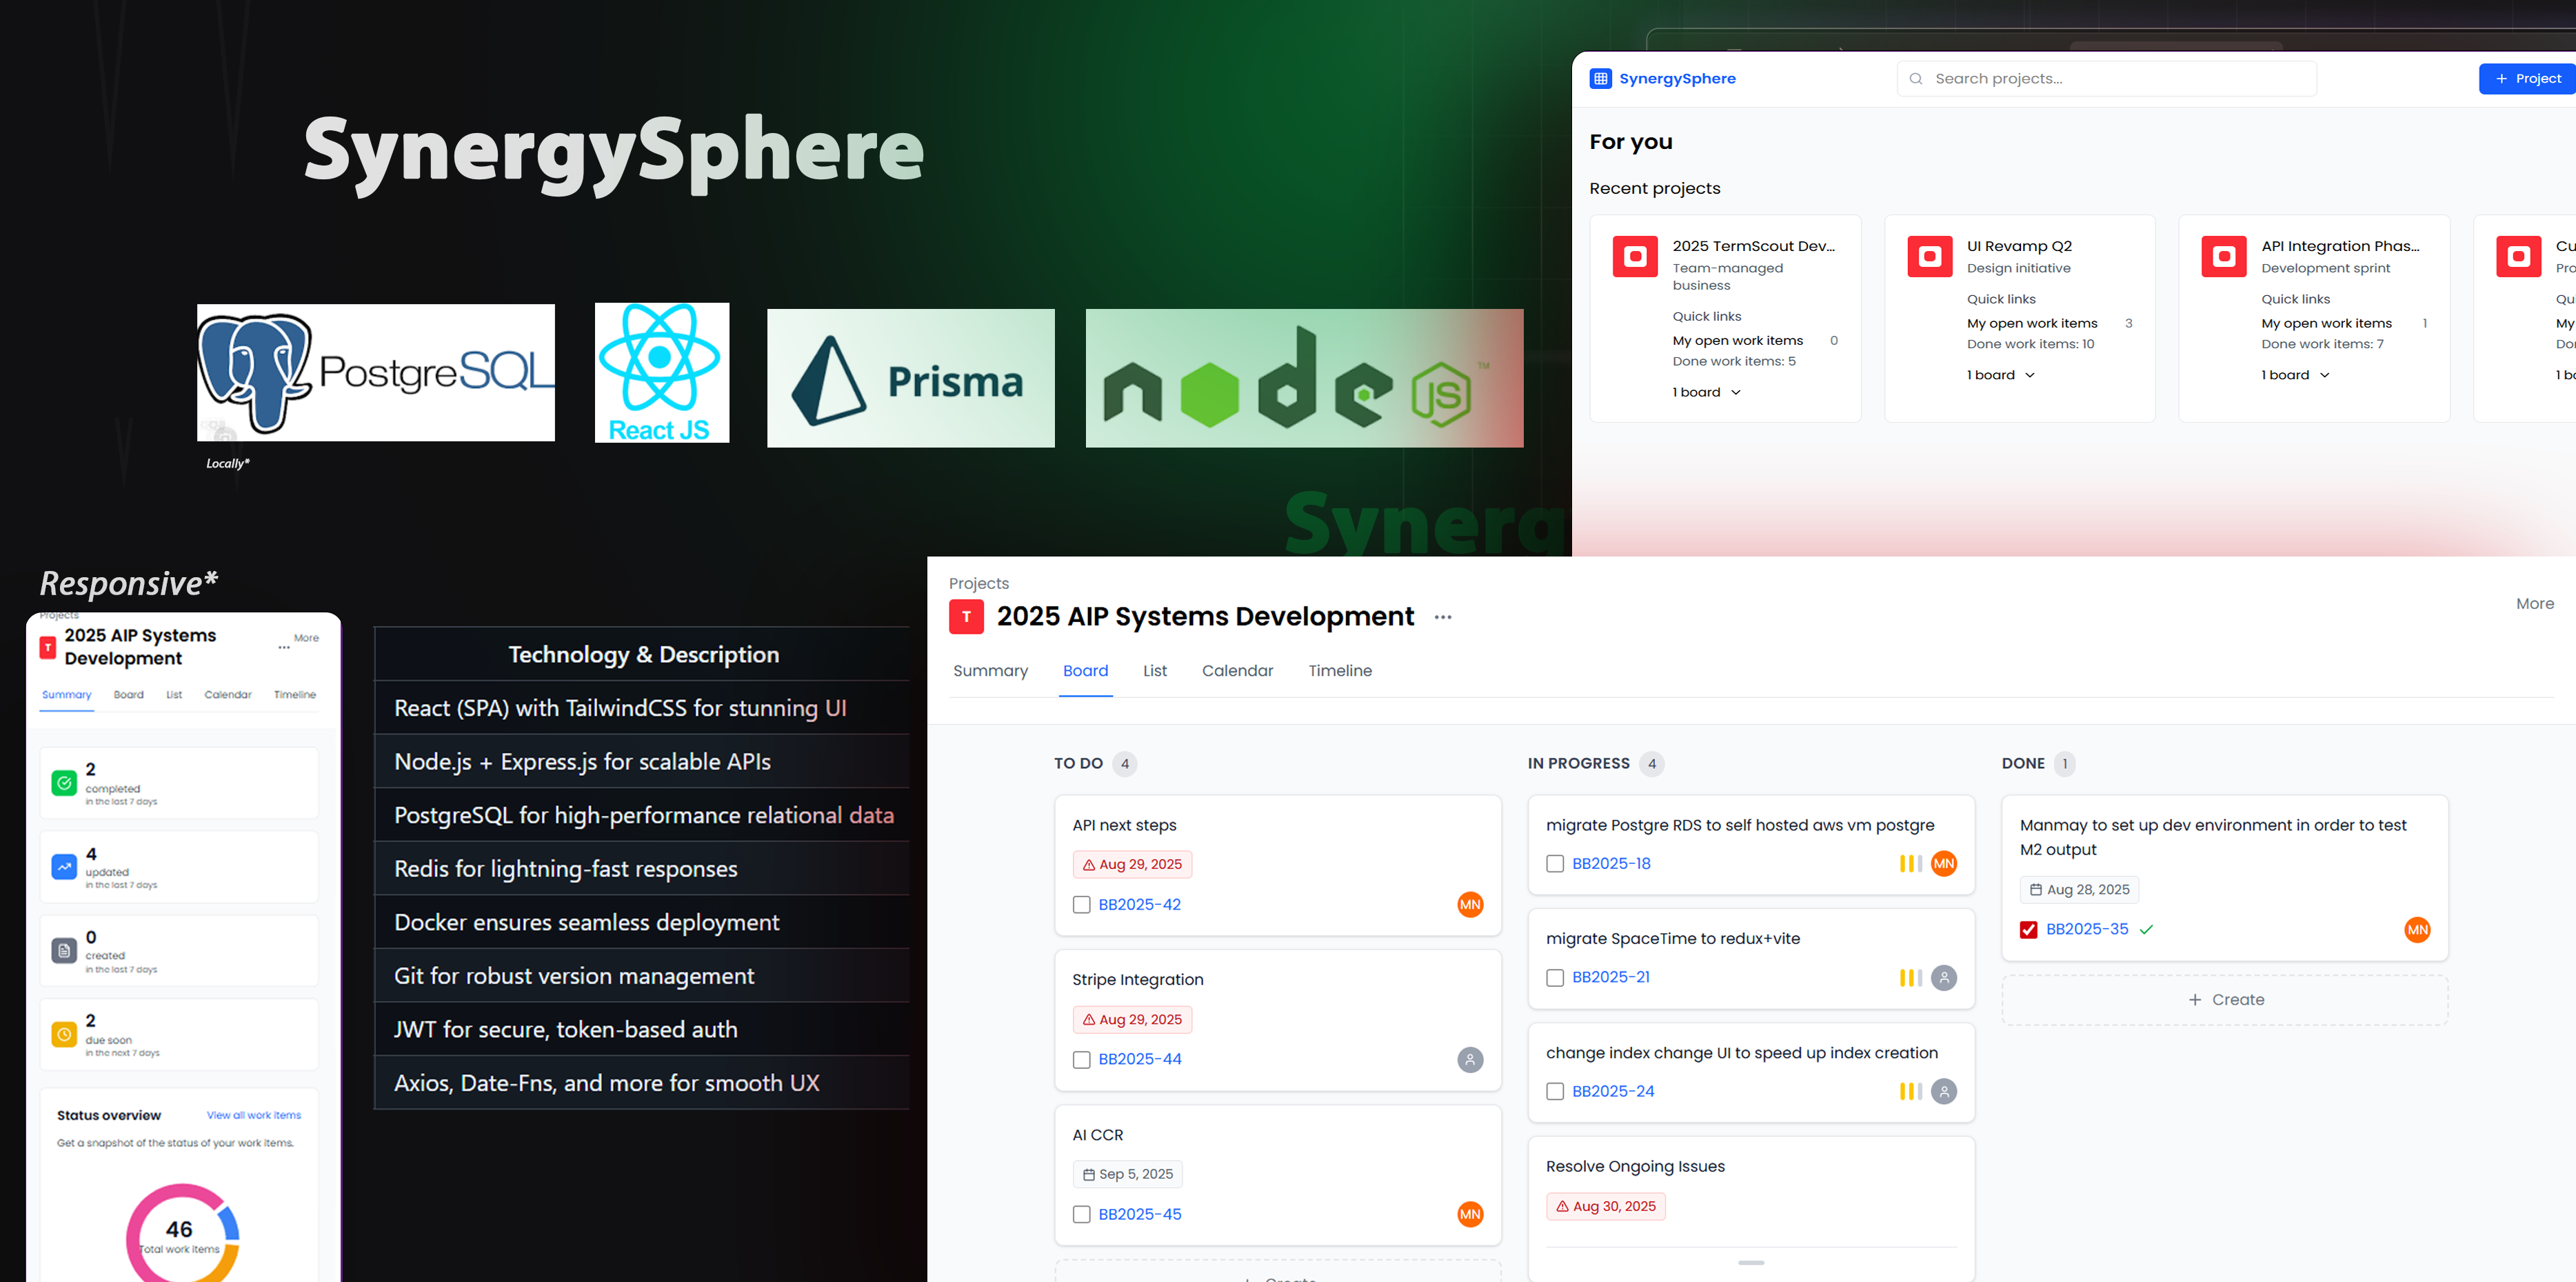 SynergySphere
PostgreSQL
React JS
Prisma
node
JS
TM
Locally*
SynergySphere
Search projects...
+ Project
For you
Recent projects
2025 TermScout Dev...
Team-managed
business
Quick links
My open work items 0
Done work items: 5
1 board
UI Revamp Q2
Design initiative
Quick links
My open work items 3
Done work items: 10
1 board
API Integration Phas...
Development sprint
Quick links
My open work items 1
Done work items: 7
1 board
Synerg
Responsive*
Projects
T
2025 AIP Systems
Development
... More
Summary Board List Calendar Timeline
2
completed
in the last 7 days
4
updated
in the last 7 days
0
created
in the last 7 days
2
due soon
in the next 7 days
Status overview View all work items
Get a snapshot of the status of your work items.
46
Total work items
Technology & Description
React (SPA) with TailwindCSS for stunning UI
Node.js + Express.js for scalable APIs
PostgreSQL for high-performance relational data
Redis for lightning-fast responses
Docker ensures seamless deployment
Git for robust version management
JWT for secure, token-based auth
Axios, Date-Fns, and more for smooth UX
Projects
T 2025 AIP Systems Development ...
More
Summary Board List Calendar Timeline
TO DO 4
API next steps
Aug 29, 2025
BB2025-42 MN
Stripe Integration
Aug 29, 2025
BB2025-44
AI CCR
Sep 5, 2025
BB2025-45 MN
IN PROGRESS 4
migrate Postgre RDS to self hosted aws vm postgre
BB2025-18 MN
migrate SpaceTime to redux+vite
BB2025-21
change index change UI to speed up index creation
BB2025-24
Resolve Ongoing Issues
Aug 30, 2025
DONE 1
Manmay to set up dev environment in order to test
M2 output
Aug 28, 2025
BB2025-35 MN
+ Create